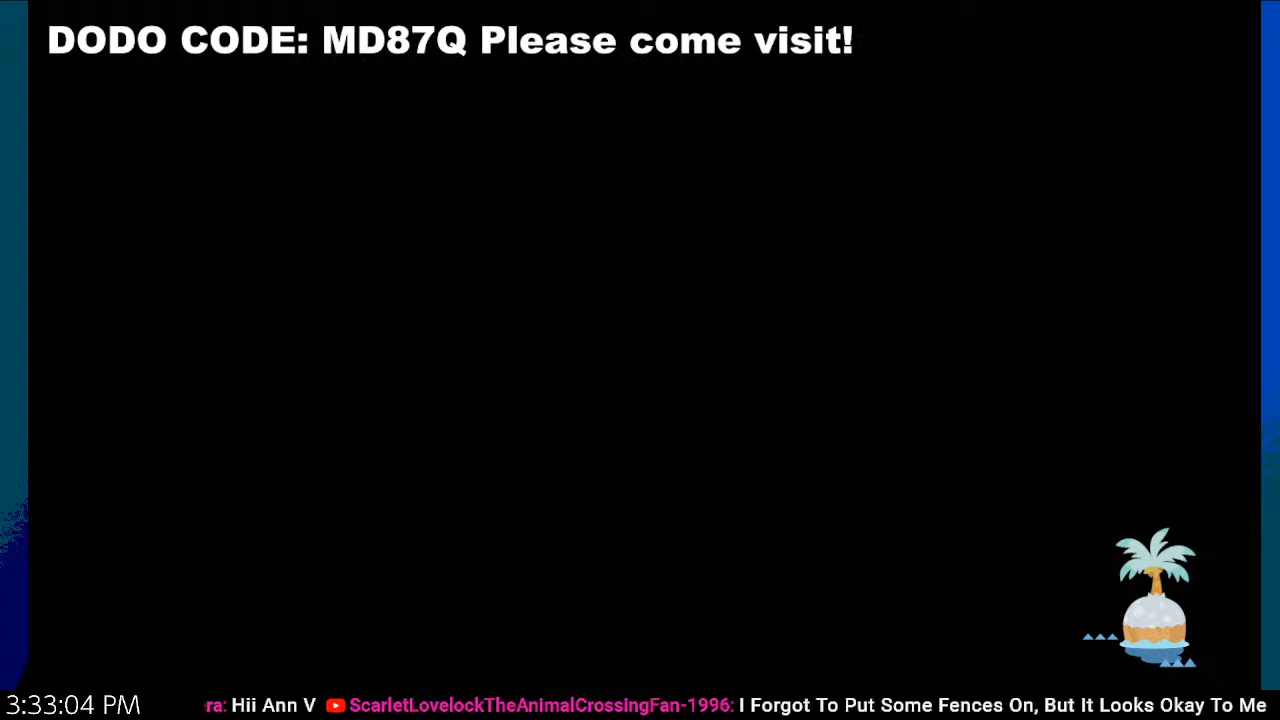 DODO CODE: MD87Q Please come visit!
3:33:04 PM
ra: Hii Ann V ScarletLovelockTheAnimalCrossingFan-1996: I Forgot To Put Some Fences On, But It Looks Okay To Me